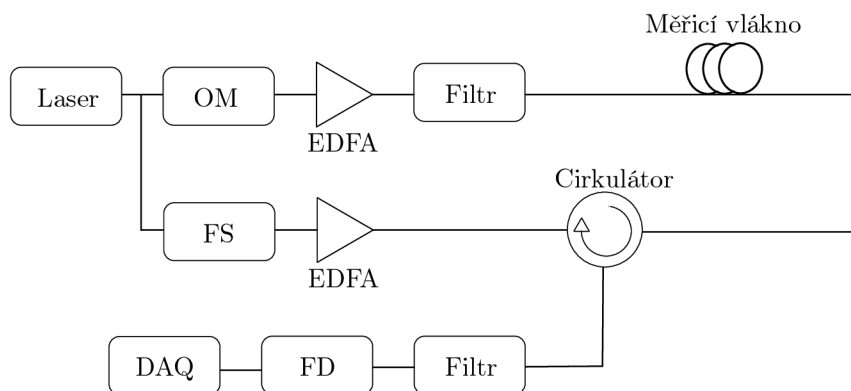 Měřicí vlákno
Laser
OM
EDFA
Filtr
Cirkulátor
FS
EDFA
DAQ
FD
Filtr